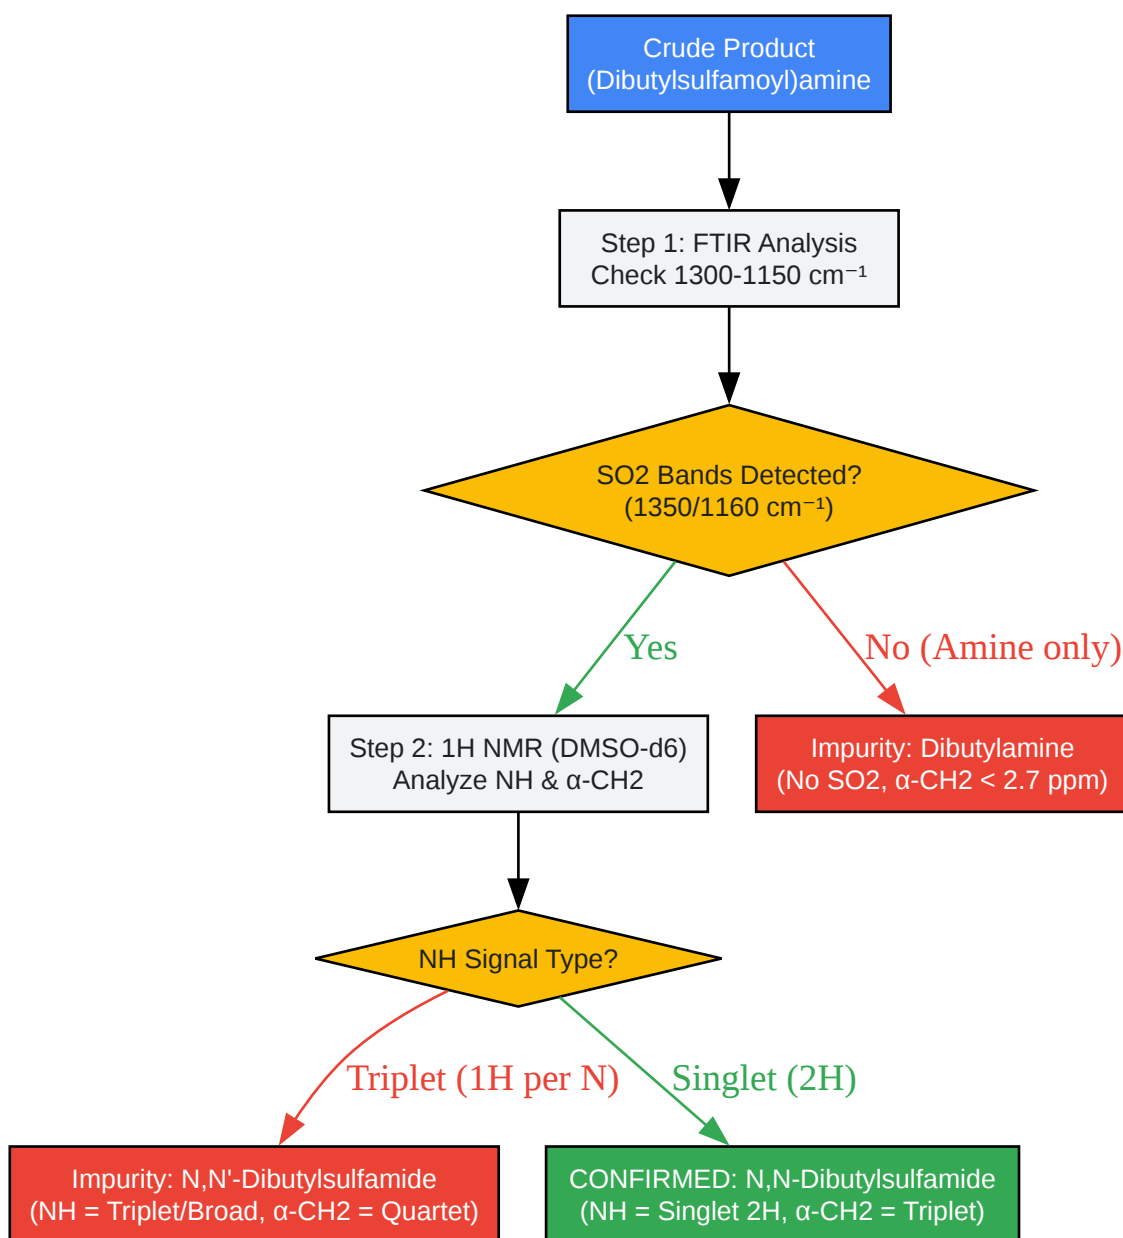 Crude Product
(Dibutylsulfamoyl)amine
Step 1: FTIR Analysis
Check 1300-1150 cm⁻¹
SO2 Bands Detected?
(1350/1160 cm⁻¹)
Yes
No (Amine only)
Step 2: 1H NMR (DMSO-d6)
Analyze NH & α-CH2
Impurity: Dibutylamine
(No SO2, α-CH2 < 2.7 ppm)
NH Signal Type?
Triplet (1H per N)
Singlet (2H)
Impurity: N,N'-Dibutylsulfamide
(NH = Triplet/Broad, α-CH2 = Quartet)
CONFIRMED: N,N-Dibutylsulfamide
(NH = Singlet 2H, α-CH2 = Triplet)